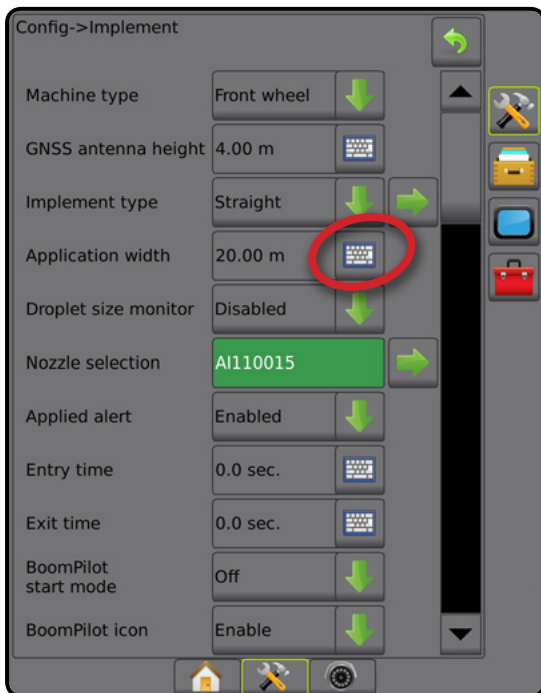 Config->Implement
Machine type Front wheel
GNSS antenna height 4.00 m
Implement type Straight
Application width 20.00 m
Droplet size monitor Disabled
Nozzle selection AI110015
Applied alert Enabled
Entry time 0.0 sec.
Exit time 0.0 sec.
BoomPilot
start mode Off
BoomPilot icon Enable